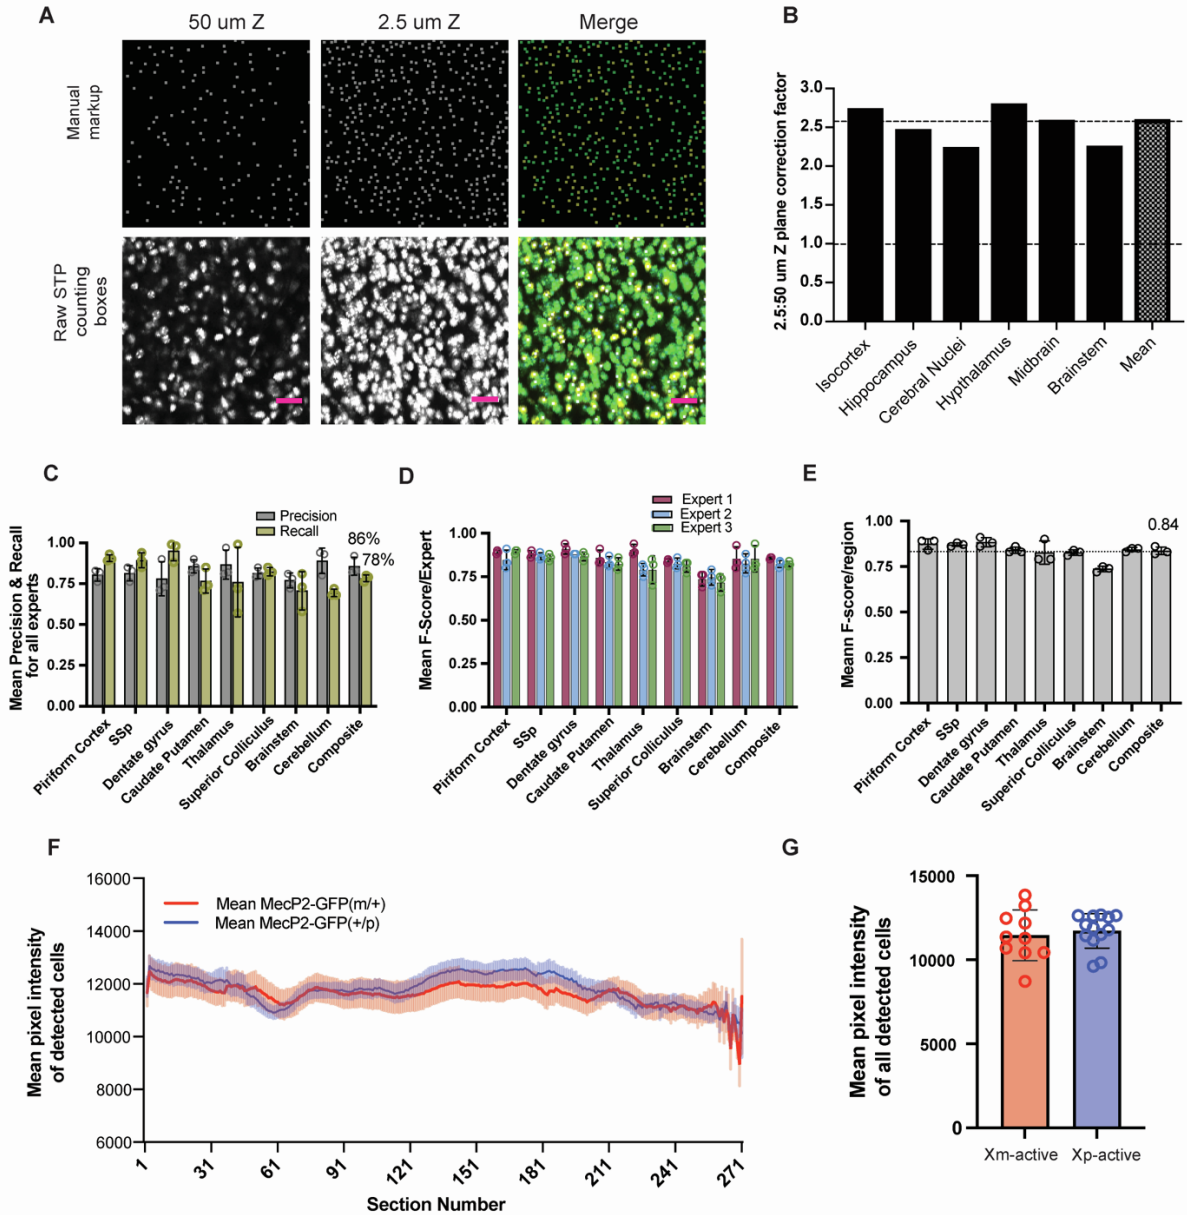 A
50 um Z
2.5 um Z
Merge
Manual
markup
Raw STP
counting
boxes
B
2.5:50 um Z plane correction factor
3.0
2.5
2.0
1.5
1.0
0.5
0.0
Isocortex
Hippocampus
Cerebral Nuclei
Hypthalamus
Midbrain
Brainstem
Mean
C
Mean Precision & Recall
for all experts
1.00
0.75
0.50
0.25
0.00
Precision
Recall
86%
78%
Piriform Cortex
SSp
Dentate gyrus
Caudate Putamen
Thalamus
Superior Colliculus
Brainstem
Cerebellum
Composite
D
Mean F-Score/Expert
1.00
0.75
0.50
0.25
0.00
Expert 1
Expert 2
Expert 3
Piriform Cortex
SSp
Dentate gyrus
Caudate Putamen
Thalamus
Superior Colliculus
Brainstem
Cerebellum
Composite
E
Meann F-score/region
1.00
0.75
0.50
0.25
0.00
0.84
Piriform Cortex
SSp
Dentate gyrus
Caudate Putamen
Thalamus
Superior Colliculus
Brainstem
Cerebellum
Composite
F
Mean pixel intensity
of detected cells
16000
14000
12000
10000
8000
6000
Mean MecP2-GFP(m/+)
Mean MecP2-GFP(+/p)
1
31
61
91
121
151
181
211
241
271
Section Number
G
Mean pixel intensity
of all detected cells
15000
10000
5000
0
Xm-active
Xp-active